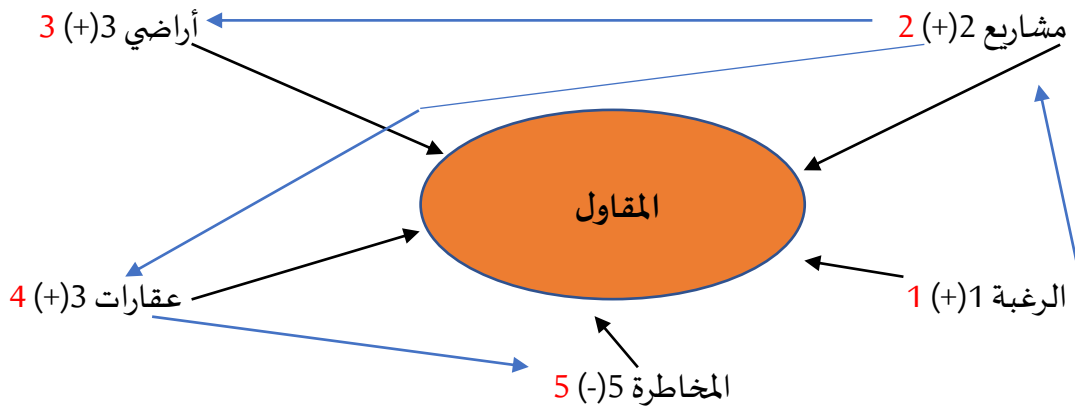 مشاريع 2(+) 2
أراضي 3(+) 3
المقاول
الرغبة 1(+) 1
عقارات 3(+) 4
المخاطرة 5(-) 5